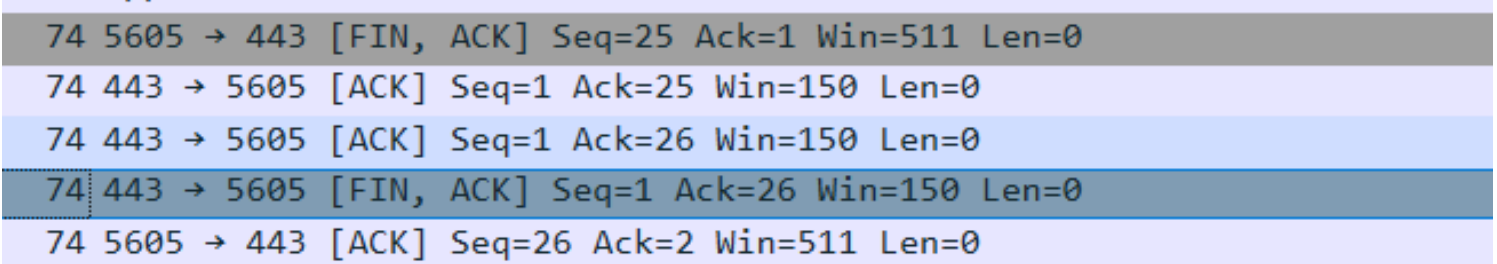 74 5605 → 443 [FIN, ACK] Seq=25 Ack=1 Win=511 Len=0
74 443 → 5605 [ACK] Seq=1 Ack=25 Win=150 Len=0
74 443 → 5605 [ACK] Seq=1 Ack=26 Win=150 Len=0
74 443 → 5605 [FIN, ACK] Seq=1 Ack=26 Win=150 Len=0
74 5605 → 443 [ACK] Seq=26 Ack=2 Win=511 Len=0